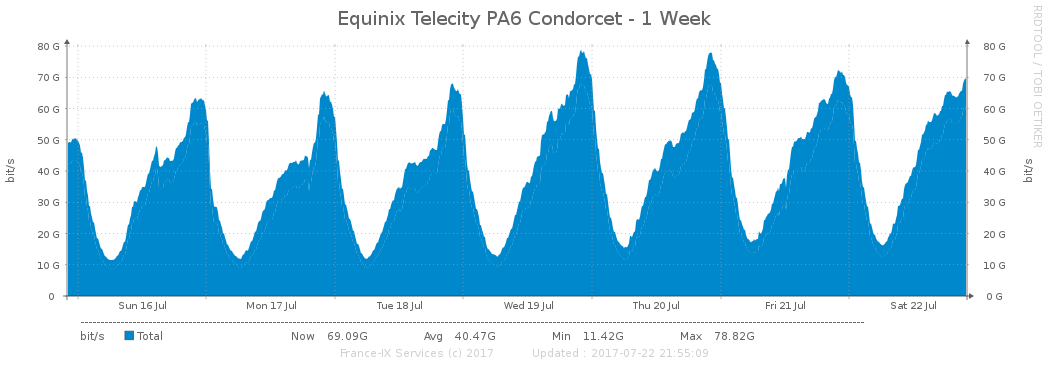 Equinix Telecity PA6 Condorcet - 1 Week
RRDTOOL / TOBI OETIKER
80 G 80 G
70 G 70 G
60 G 60 G
50 G 50 G
40 G 40 G
30 G 30 G
20 G 20 G
10 G 10 G
0 0 G
bit/s
bit/s
Sun 16 Jul Mon 17 Jul Tue 18 Jul Wed 19 Jul Thu 20 Jul Fri 21 Jul Sat 22 Jul
bit/s Total Now 69.09G Avg 40.47G Min 11.42G Max 78.82G
France-IX Services (c) 2017 Updated : 2017-07-22 21:55:09